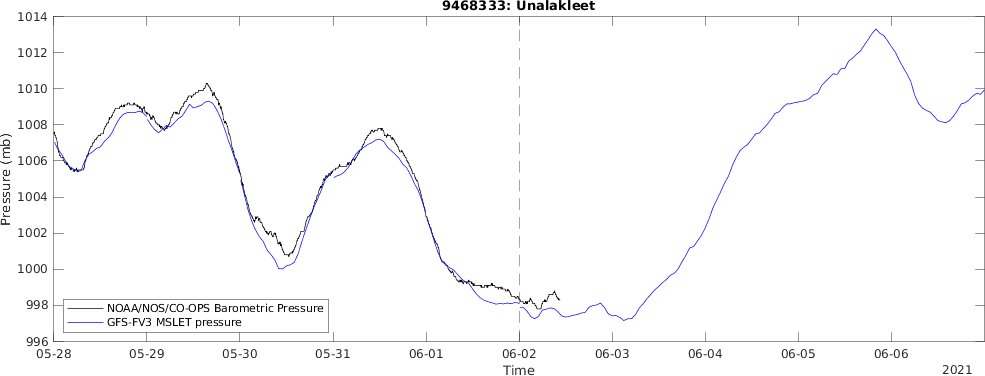 9468333: Unalakleet
Pressure (mb)
1014
1012
1010
1008
1006
1004
1002
1000
998
996
NOAA/NOS/CO-OPS Barometric Pressure
GFS-FV3 MSLET pressure
05-28 05-29 05-30 05-31 06-01 06-02 06-03 06-04 06-05 06-06
Time
2021